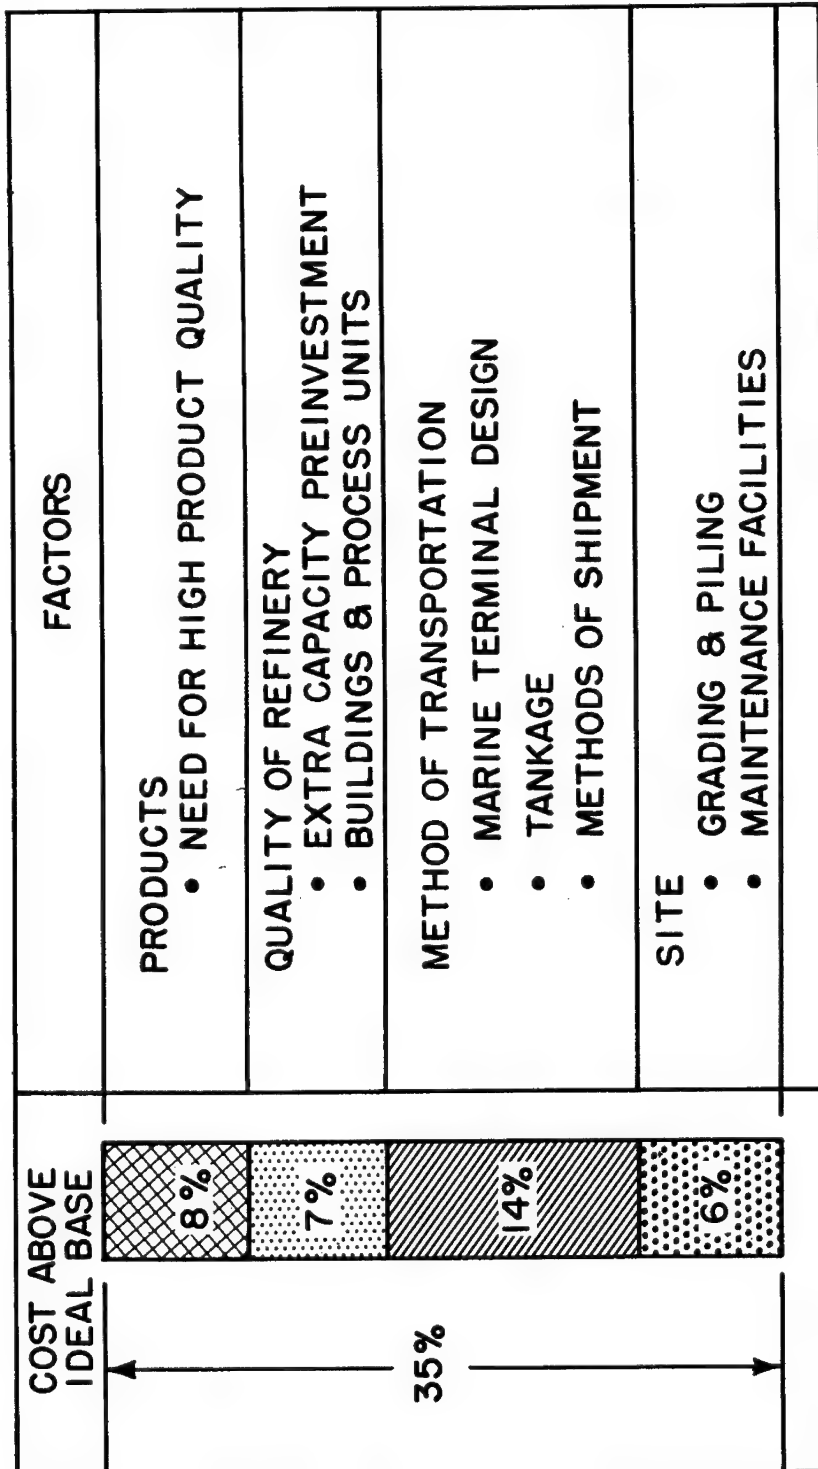 COST ABOVE
IDEAL BASE
FACTORS
35%
8%
PRODUCTS
• NEED FOR HIGH PRODUCT QUALITY
7%
QUALITY OF REFINERY
• EXTRA CAPACITY PREINVESTMENT
• BUILDINGS & PROCESS UNITS
14%
METHOD OF TRANSPORTATION
• MARINE TERMINAL DESIGN
• TANKAGE
• METHODS OF SHIPMENT
6%
SITE
• GRADING & PILING
• MAINTENANCE FACILITIES